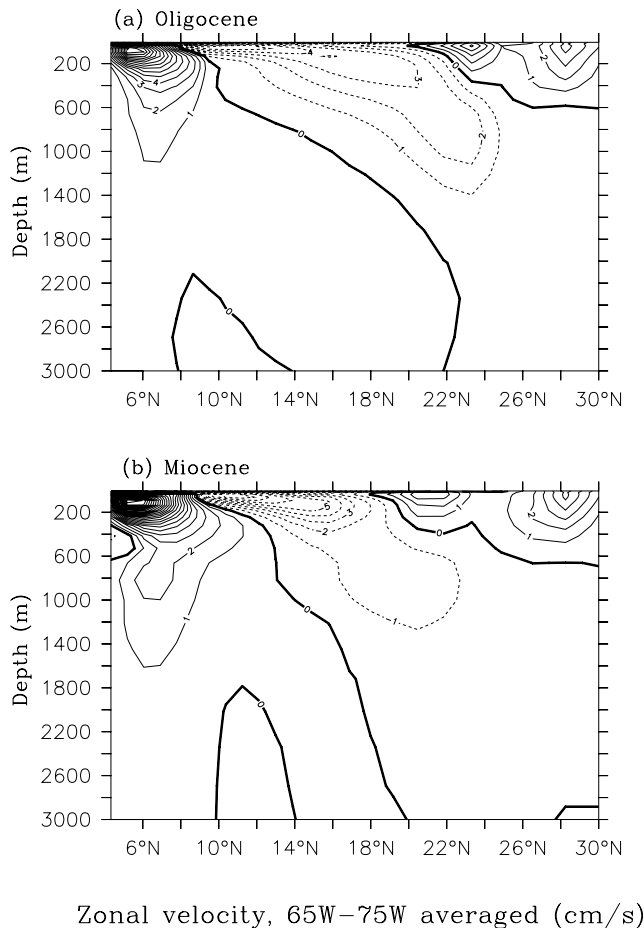 (a) Oligocene
Depth (m)
200
600
1000
1400
1800
2200
2600
3000
6°N 10°N 14°N 18°N 22°N 26°N 30°N
(b) Miocene
Depth (m)
200
600
1000
1400
1800
2200
2600
3000
6°N 10°N 14°N 18°N 22°N 26°N 30°N
Zonal velocity, 65W–75W averaged (cm/s)